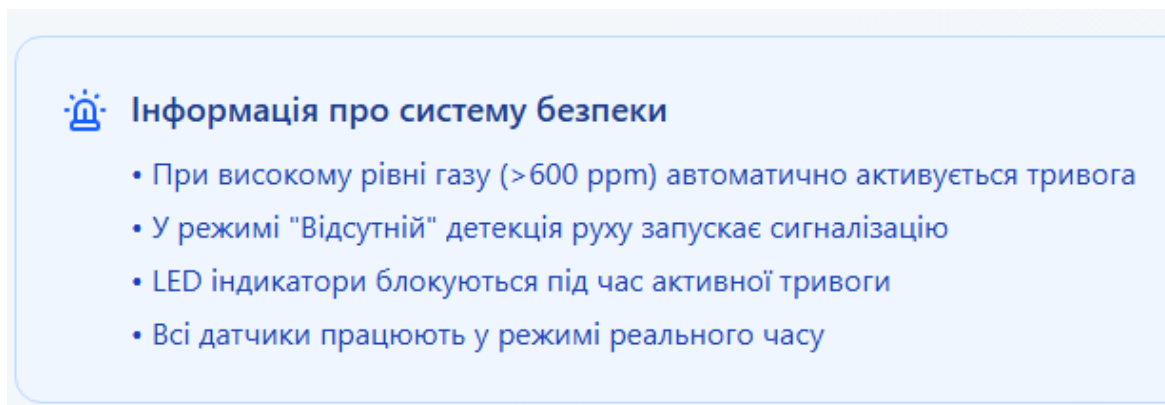 Інформація про систему безпеки
• При високому рівні газу (>600 ppm) автоматично активується тривога
• У режимі "Відсутній" детекція руху запускає сигналізацію
• LED індикатори блокуються під час активної тривоги
• Всі датчики працюють у режимі реального часу